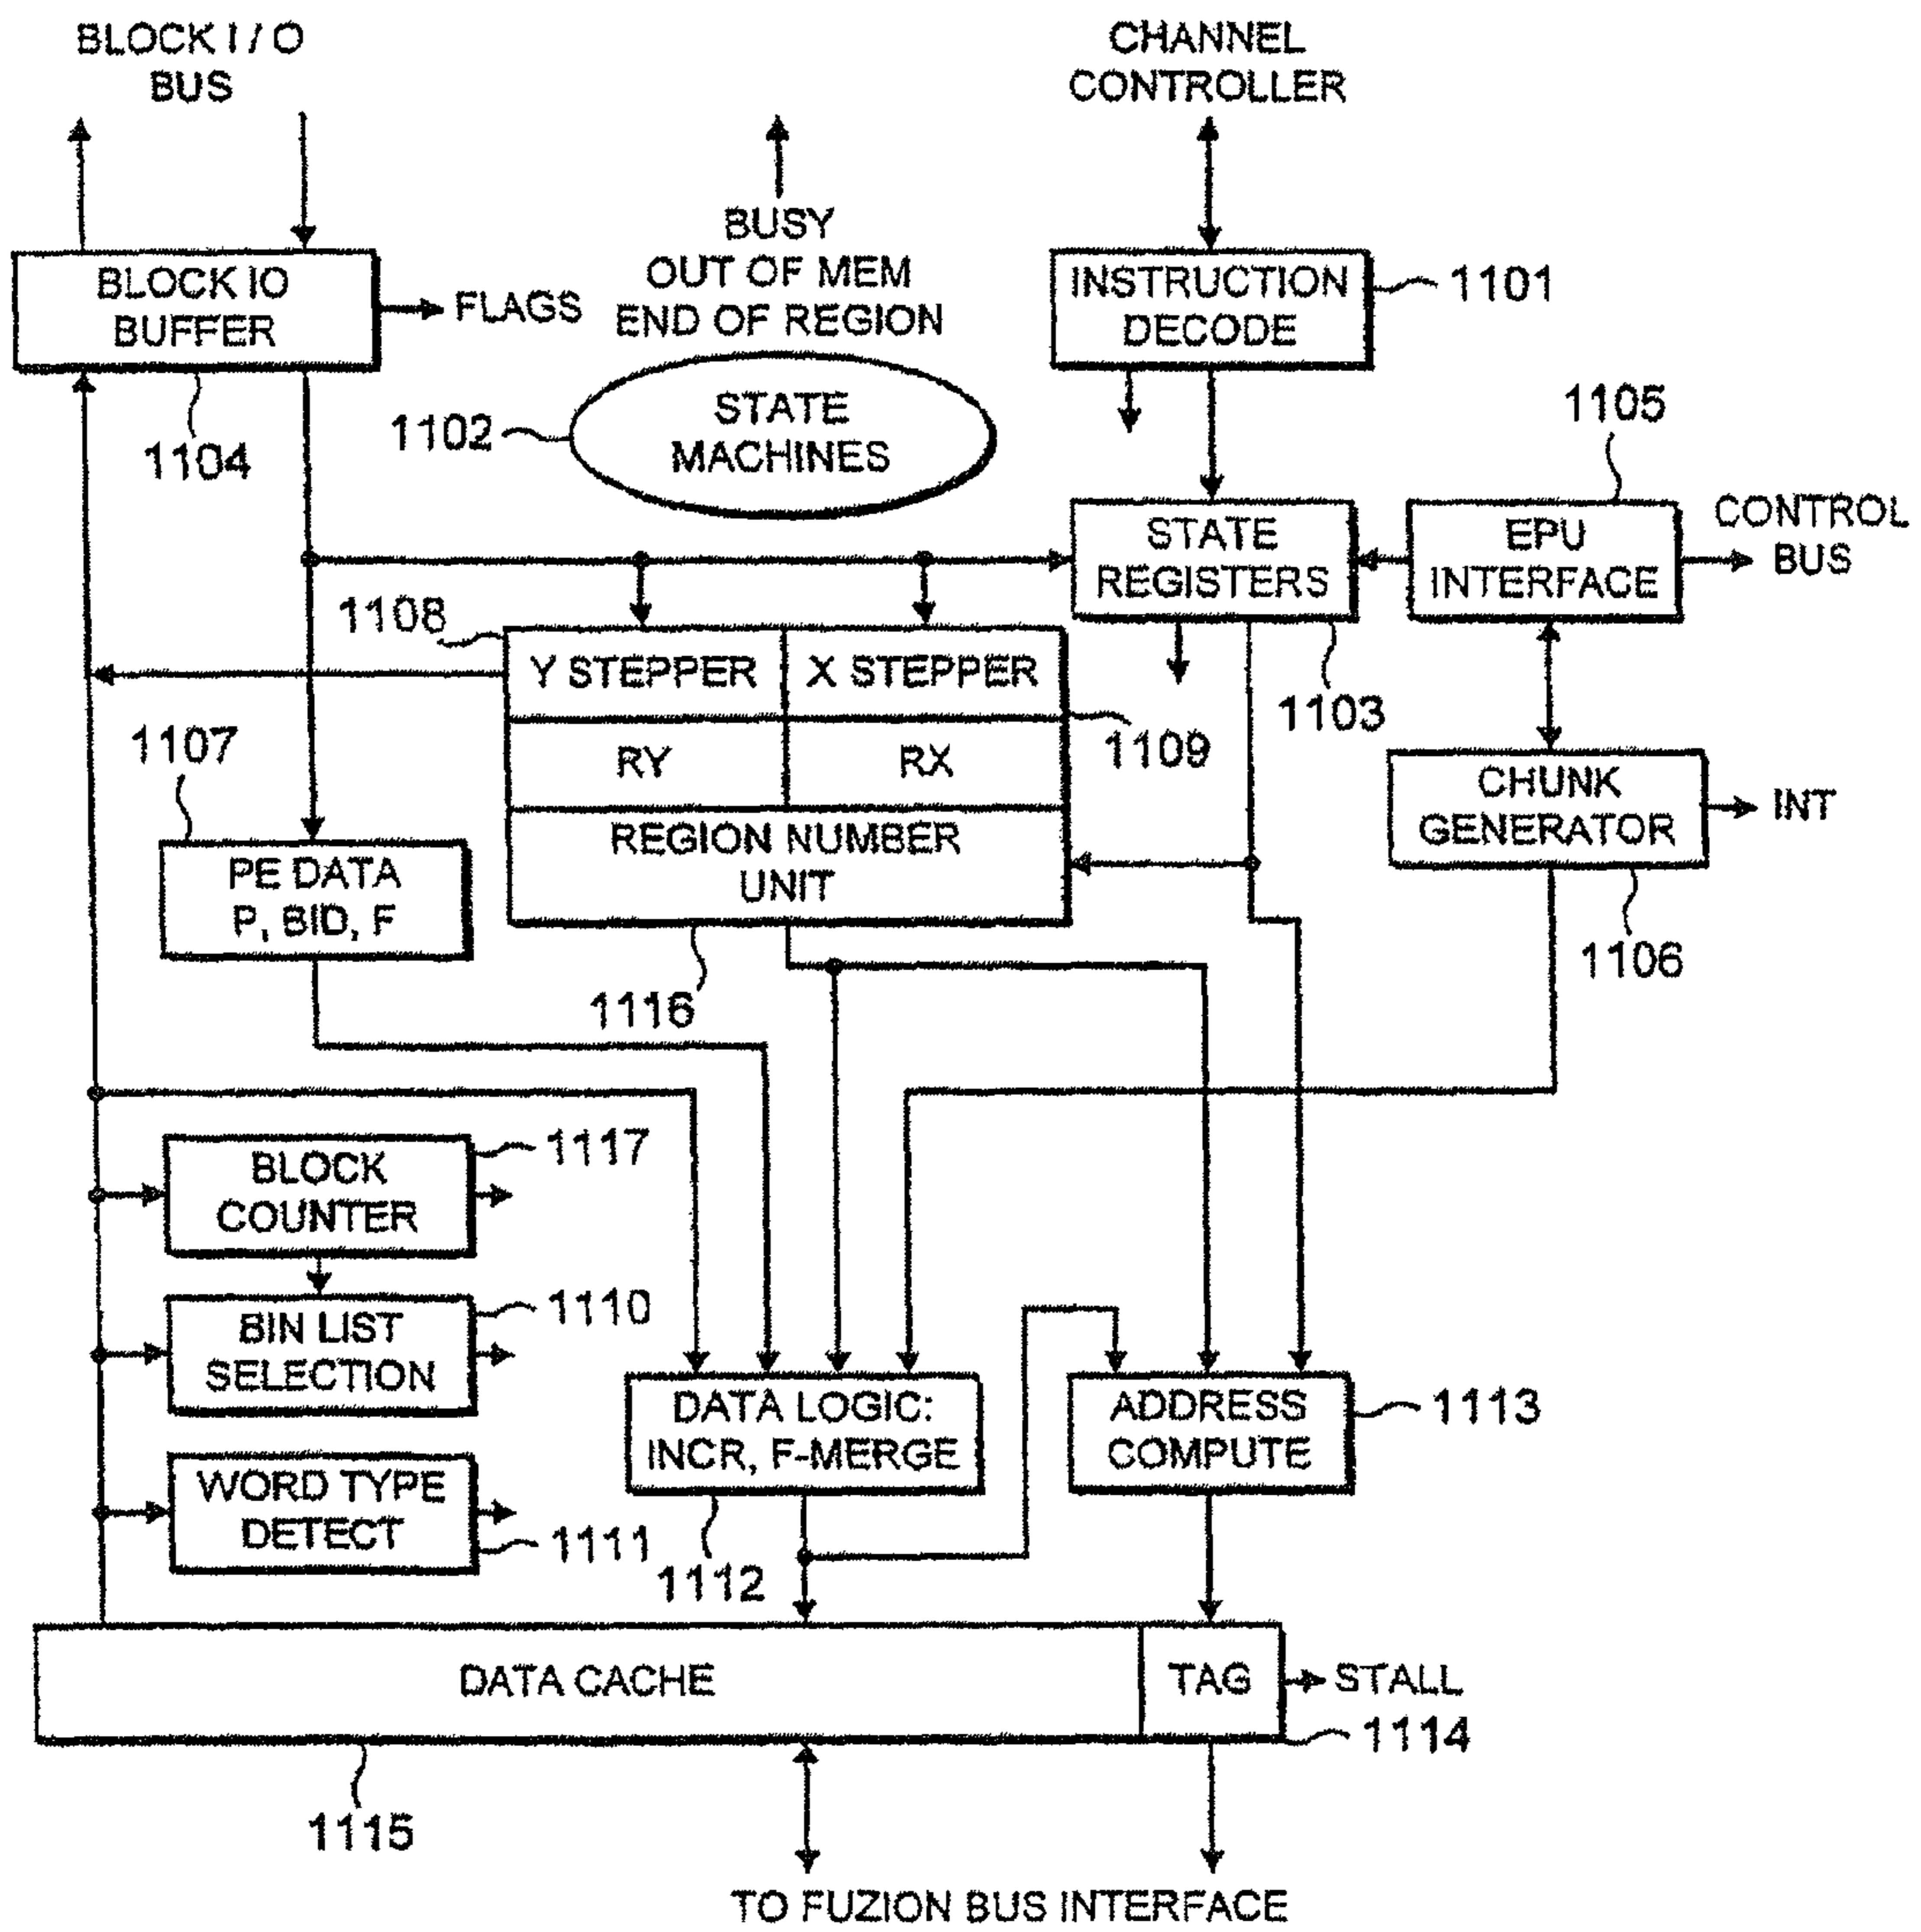 BLOCK I / O
BUS
CHANNEL
CONTROLLER
BUSY
OUT OF MEM
END OF REGION
BLOCK IO
BUFFER
FLAGS
INSTRUCTION
DECODE
1101
1104
1102
STATE
MACHINES
1105
STATE
REGISTERS
EPU
INTERFACE
CONTROL
BUS
1108
Y STEPPER
X STEPPER
1103
1107
RY
RX
1109
CHUNK
GENERATOR
INT
PE DATA
P, BID, F
REGION NUMBER
UNIT
1116
1106
BLOCK
COUNTER
1117
BIN LIST
SELECTION
1110
DATA LOGIC:
INCR, F-MERGE
ADDRESS
COMPUTE
1113
WORD TYPE
DETECT
1111
1112
DATA CACHE
TAG
STALL
1114
1115
TO FUZION BUS INTERFACE